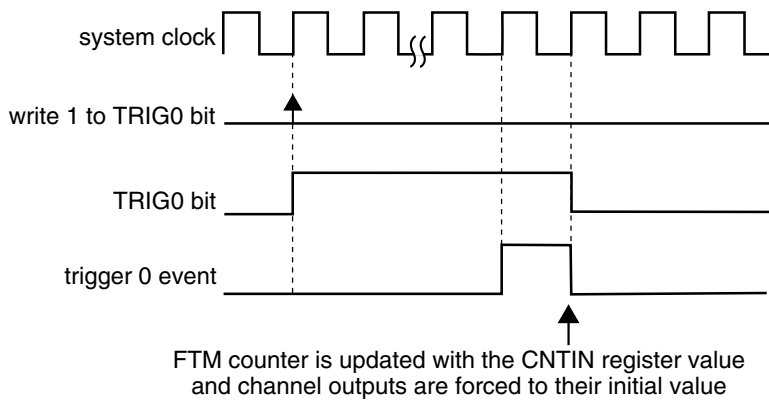 system clock
write 1 to TRIG0 bit
TRIG0 bit
trigger 0 event
FTM counter is updated with the CNTIN register value
and channel outputs are forced to their initial value